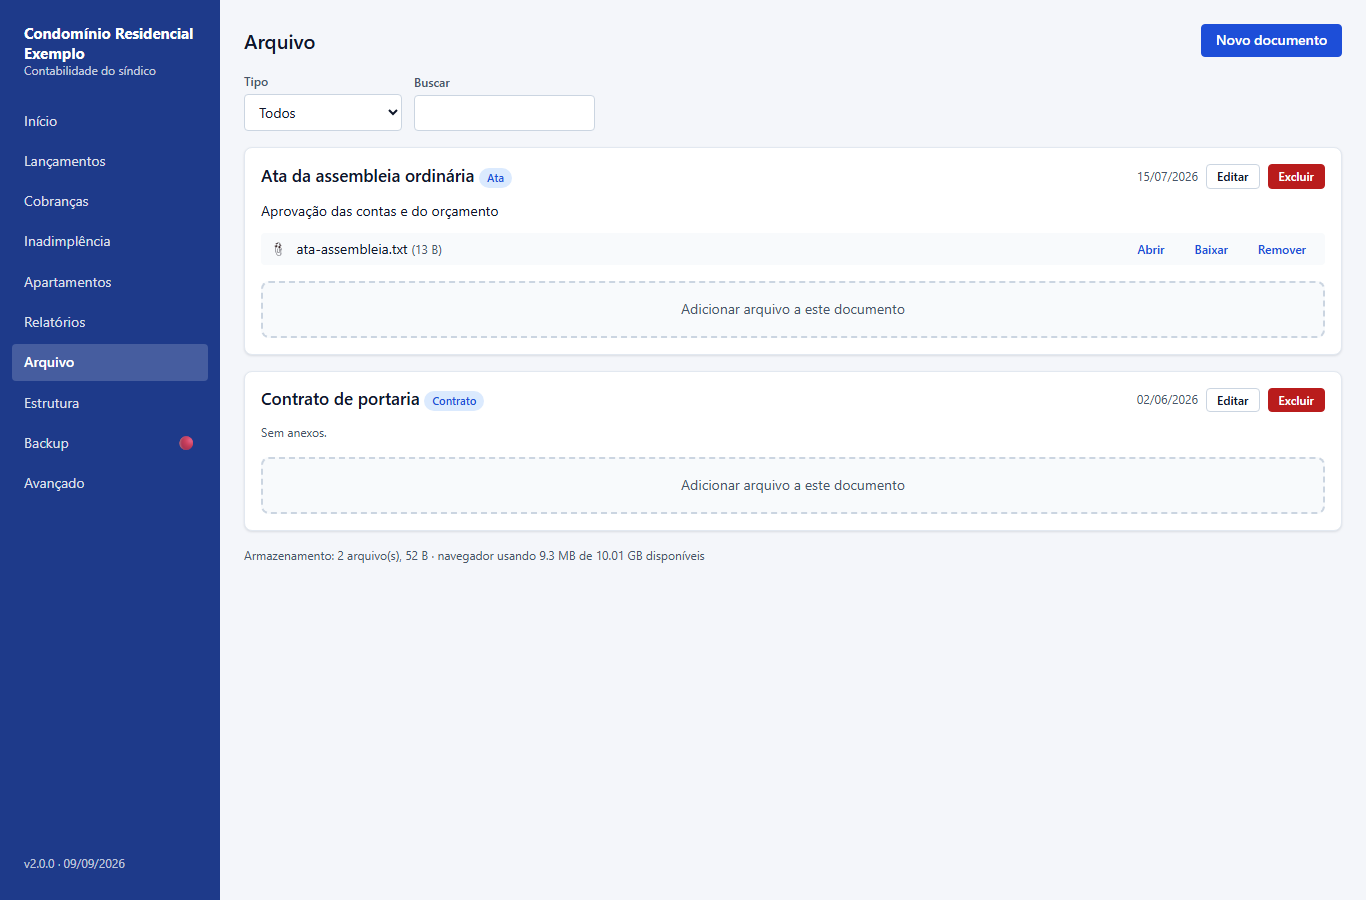 Condomínio Residencial
Exemplo
Contabilidade do síndico
Início
Lançamentos
Cobranças
Inadimplência
Apartamentos
Relatórios
Arquivo
Estrutura
Backup
Avançado
v2.0.0 · 09/09/2026
Arquivo
Novo documento
Tipo
Buscar
Todos
Ata da assembleia ordinária Ata 15/07/2026 Editar Excluir
Aprovação das contas e do orçamento
ata-assembleia.txt (13 B) Abrir Baixar Remover
Adicionar arquivo a este documento
Contrato de portaria Contrato 02/06/2026 Editar Excluir
Sem anexos.
Adicionar arquivo a este documento
Armazenamento: 2 arquivo(s), 52 B · navegador usando 9.3 MB de 10.01 GB disponíveis